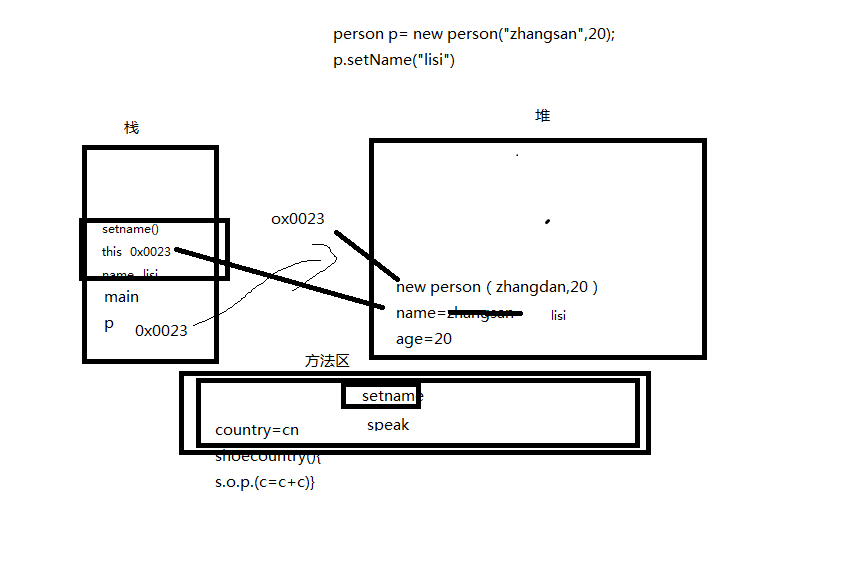 person p= new person("zhangsan",20);
p.setName("lisi")
栈
堆
setname()
this 0x0023
name lisi
main
p 0x0023
ox0023
new person ( zhangdan,20 )
name=zhangsan lisi
age=20
方法区
setname
speak
country=cn
shoecountry(){
s.o.p.(c=c+c)}